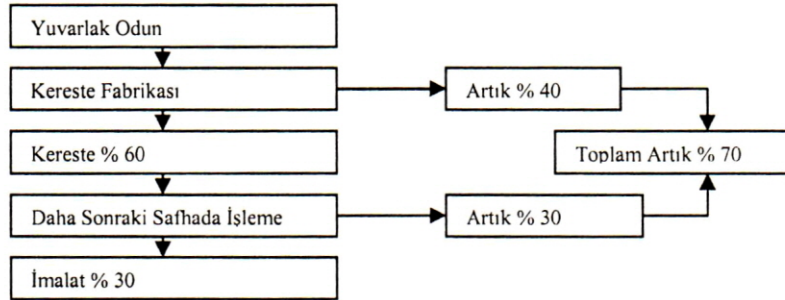 Yuvarlak Odun
Kereste Fabrikası
Artık % 40
Kereste % 60
Toplam Artık % 70
Daha Sonraki Safhada İşleme
Artık % 30
İmalat % 30